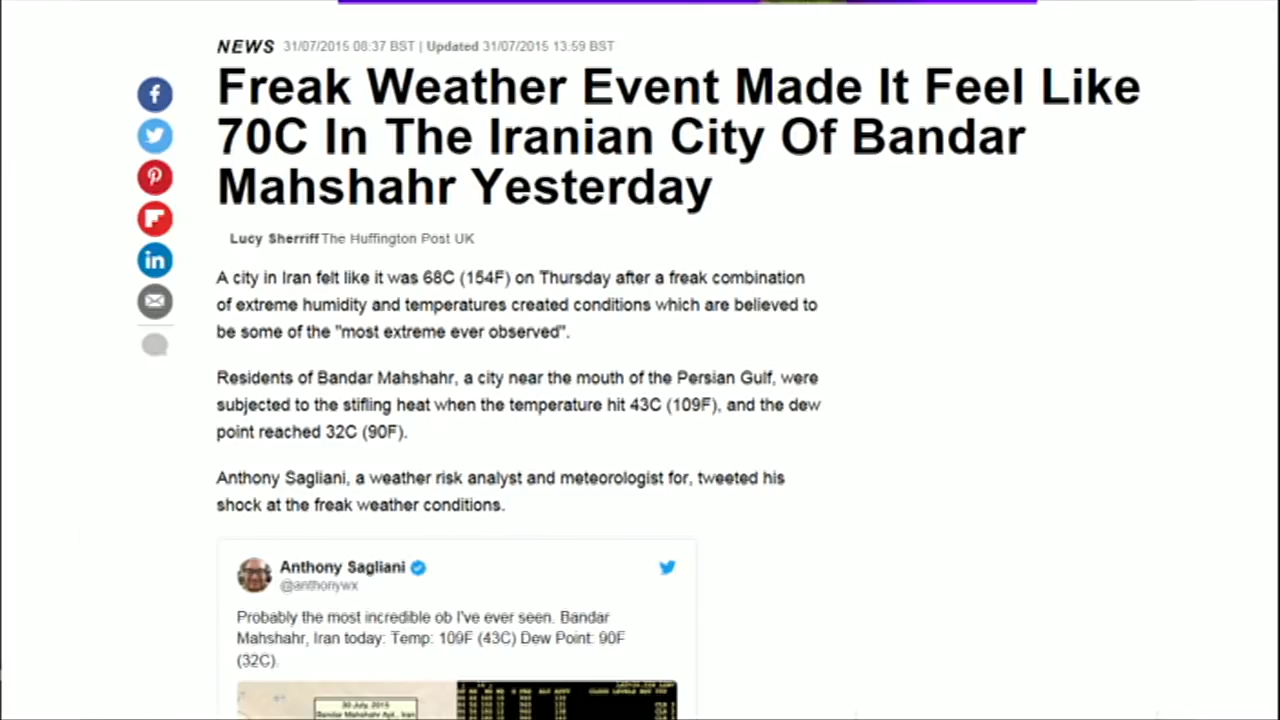 NEWS 31/07/2015 08:37 BST | Updated 31/07/2015 13:59 BST
Freak Weather Event Made It Feel Like
70C In The Iranian City Of Bandar
Mahshahr Yesterday
Lucy Sherriff The Huffington Post UK
A city in Iran felt like it was 68C (154F) on Thursday after a freak combination
of extreme humidity and temperatures created conditions which are believed to
be some of the "most extreme ever observed".
Residents of Bandar Mahshahr, a city near the mouth of the Persian Gulf, were
subjected to the stifling heat when the temperature hit 43C (109F), and the dew
point reached 32C (90F).
Anthony Sagliani, a weather risk analyst and meteorologist for, tweeted his
shock at the freak weather conditions.
Anthony Sagliani
@anthonywx
Probably the most incredible ob I've ever seen. Bandar
Mahshahr, Iran today: Temp: 109F (43C) Dew Point: 90F
(32C).
30 July, 2015
Bandar Mahshahr Apt., Iran